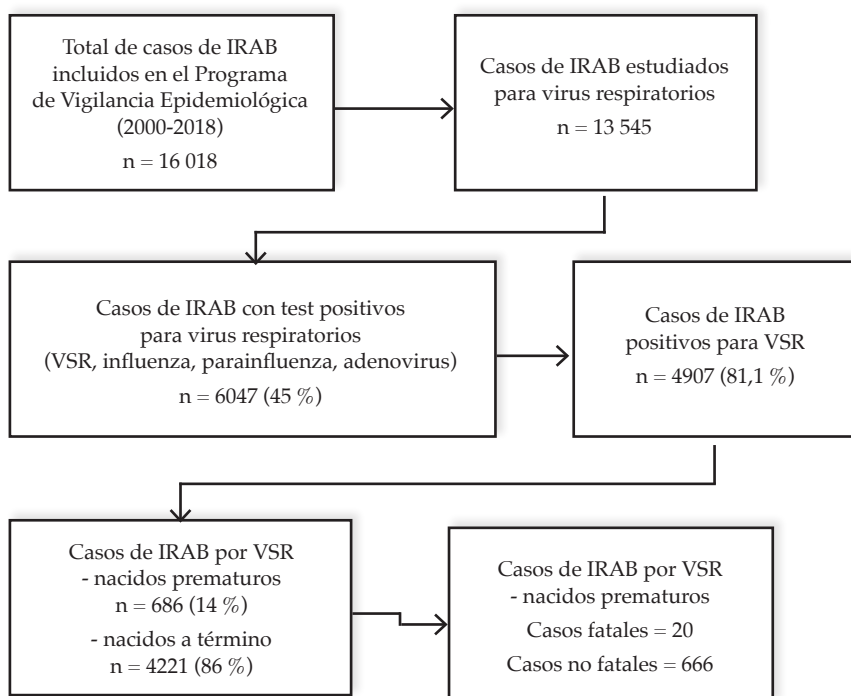 Total de casos de IRAB
incluidos en el Programa
de Vigilancia Epidemiológica
(2000-2018)
n = 16 018
Casos de IRAB estudiados
para virus respiratorios
n = 13 545
Casos de IRAB con test positivos
para virus respiratorios
(VSR, influenza, parainfluenza, adenovirus)
n = 6047 (45 %)
Casos de IRAB
positivos para VSR
n = 4907 (81,1 %)
Casos de IRAB por VSR
- nacidos prematuros
n = 686 (14 %)
- nacidos a término
n = 4221 (86 %)
Casos de IRAB por VSR
- nacidos prematuros
Casos fatales = 20
Casos no fatales = 666